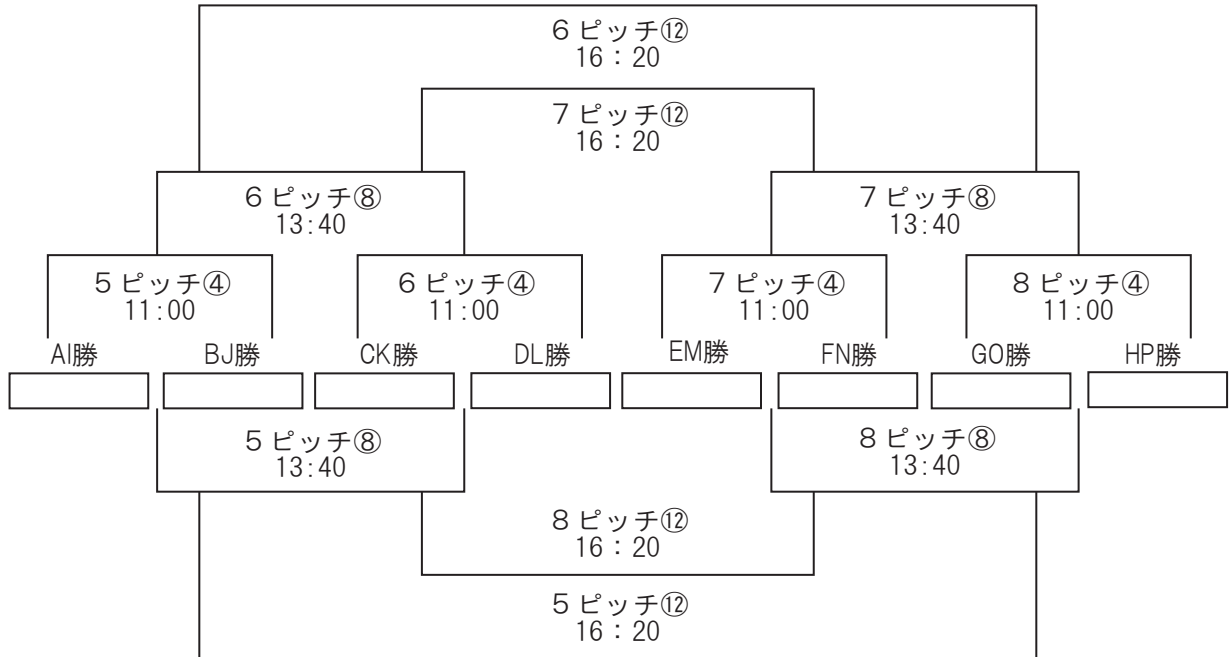 6ピッチ⑫
16：20
7ピッチ⑫
16：20
6ピッチ⑧
13:40
7ピッチ⑧
13:40
5ピッチ④
11:00
6ピッチ④
11:00
7ピッチ④
11:00
8ピッチ④
11:00
AI勝
BJ勝
CK勝
DL勝
EM勝
FN勝
GO勝
HP勝
5ピッチ⑧
13:40
8ピッチ⑧
13:40
8ピッチ⑫
16：20
5ピッチ⑫
16：20